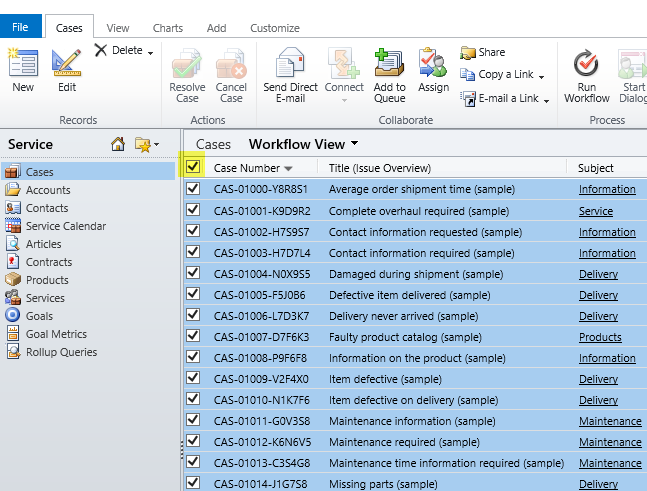 File Cases View Charts Add Customize
New Edit Delete
Records
Resolve Case Cancel Case
Actions
Send Direct E-mail Connect Add to Queue Assign Share Copy a Link E-mail a Link
Collaborate
Run Workflow Start Dialog
Process
Service
Cases
Accounts
Contacts
Service Calendar
Articles
Contracts
Products
Services
Goals
Goal Metrics
Rollup Queries
Cases Workflow View
Case Number Title (Issue Overview) Subject
CAS-01000-Y8R8S1 Average order shipment time (sample) Information
CAS-01001-K9D9R2 Complete overhaul required (sample) Service
CAS-01002-H7S9S7 Contact information requested (sample) Information
CAS-01003-H7D7L4 Contact information required (sample) Information
CAS-01004-N0X9S5 Damaged during shipment (sample) Delivery
CAS-01005-F5J0B6 Defective item delivered (sample) Delivery
CAS-01006-L7D3K7 Delivery never arrived (sample) Delivery
CAS-01007-D7F6K3 Faulty product catalog (sample) Products
CAS-01008-P9F6F8 Information on the product (sample) Information
CAS-01009-V2F4X0 Item defective (sample) Delivery
CAS-01010-N1K7F6 Item defective on delivery (sample) Delivery
CAS-01011-G0V3S8 Maintenance information (sample) Maintenance
CAS-01012-K6N6V5 Maintenance required (sample) Maintenance
CAS-01013-C3S4G8 Maintenance time information required (sample) Maintenance
CAS-01014-J1G7S8 Missing parts (sample) Delivery